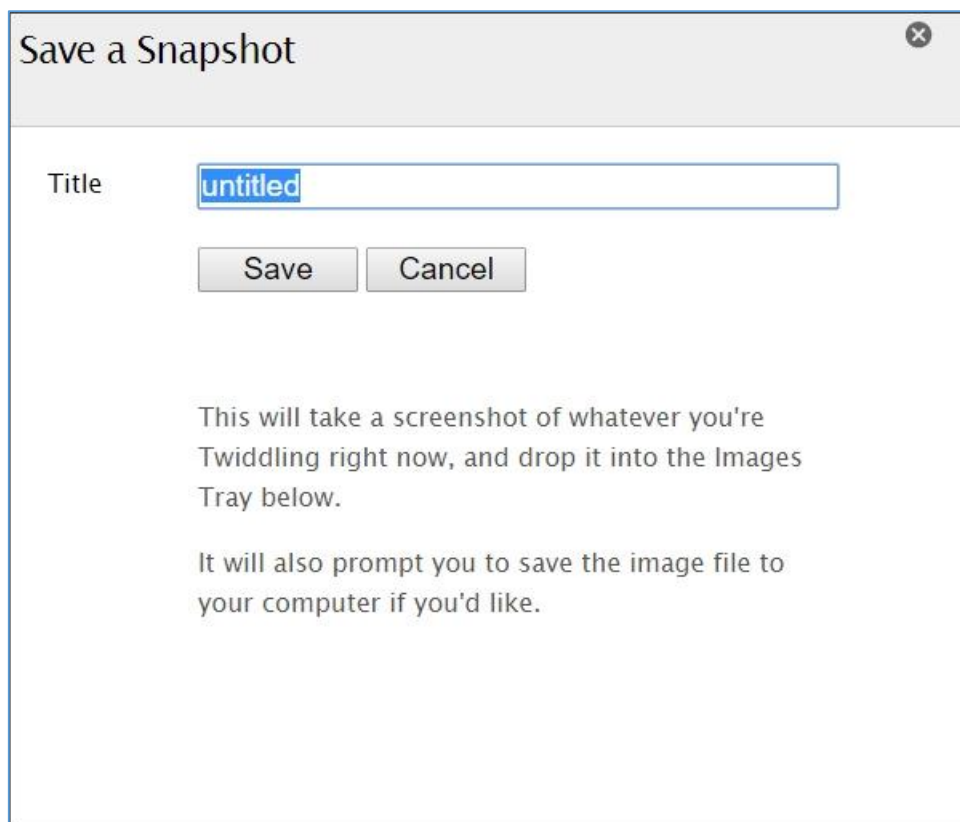 Save a Snapshot
Title
untitled
Save
Cancel
This will take a screenshot of whatever you're
Twiddling right now, and drop it into the Images
Tray below.
It will also prompt you to save the image file to
your computer if you'd like.